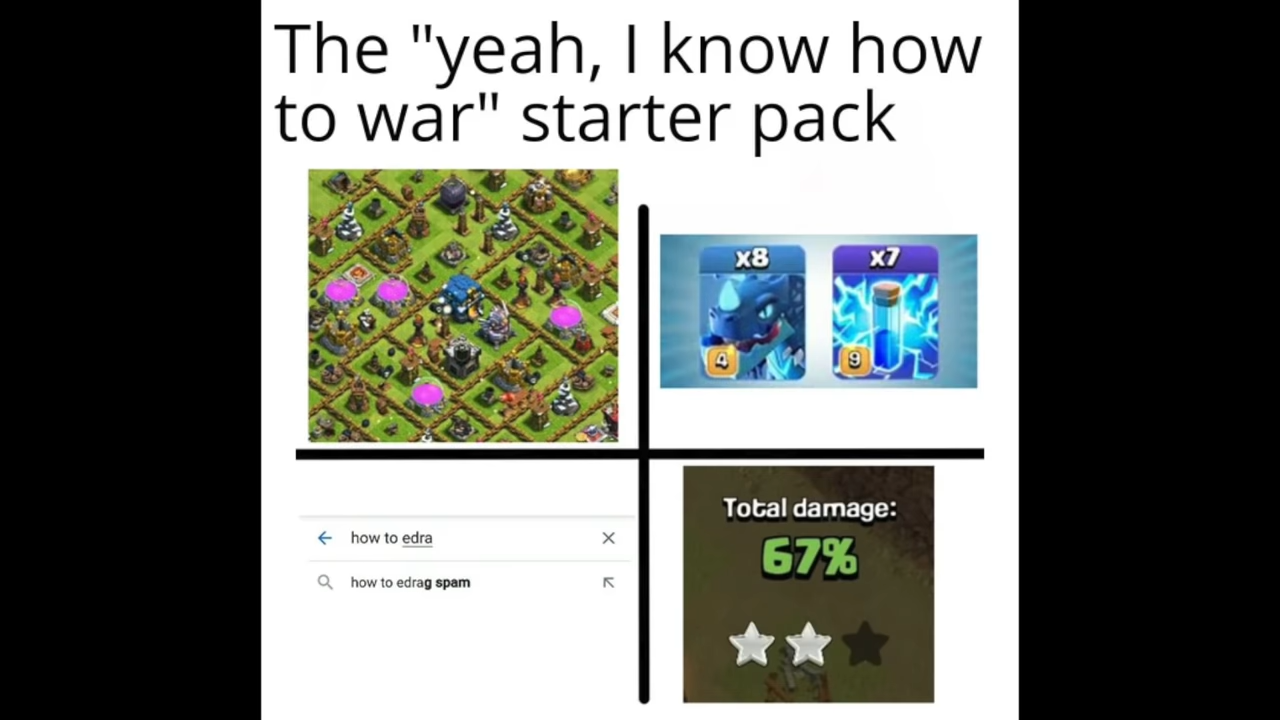 The "yeah, I know how
to war" starter pack
x8
x7
4
9
how to edra
how to edrag spam
Total damage:
67%